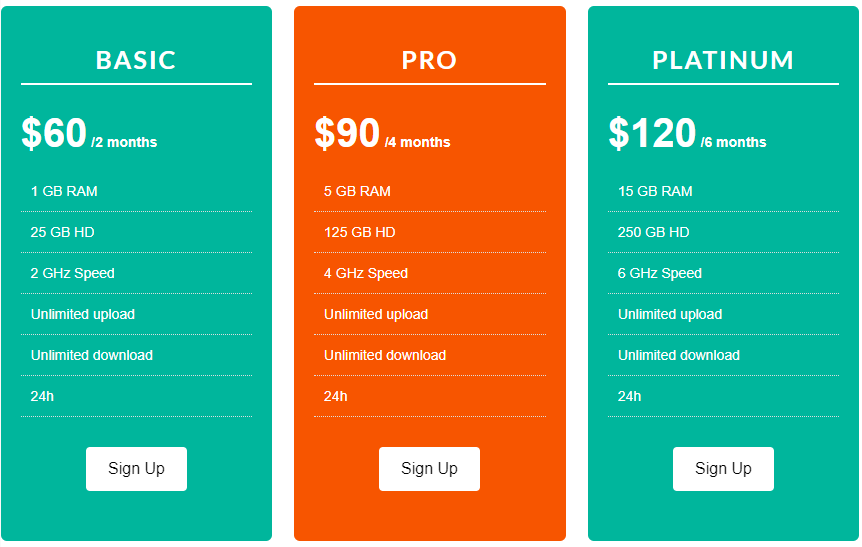 BASIC
$60 /2 months
1 GB RAM
25 GB HD
2 GHz Speed
Unlimited upload
Unlimited download
24h
Sign Up
PRO
$90 /4 months
5 GB RAM
125 GB HD
4 GHz Speed
Unlimited upload
Unlimited download
24h
Sign Up
PLATINUM
$120 /6 months
15 GB RAM
250 GB HD
6 GHz Speed
Unlimited upload
Unlimited download
24h
Sign Up